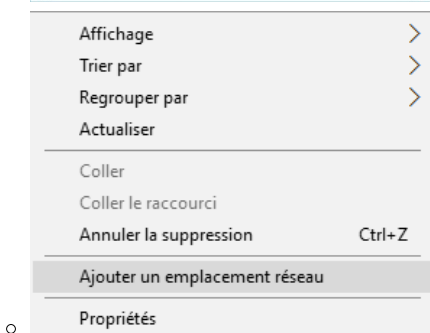 Affichage
Trier par
Regrouper par
Actualiser
Coller
Coller le raccourci
Annuler la suppression Ctrl+Z
Ajouter un emplacement réseau
Propriétés